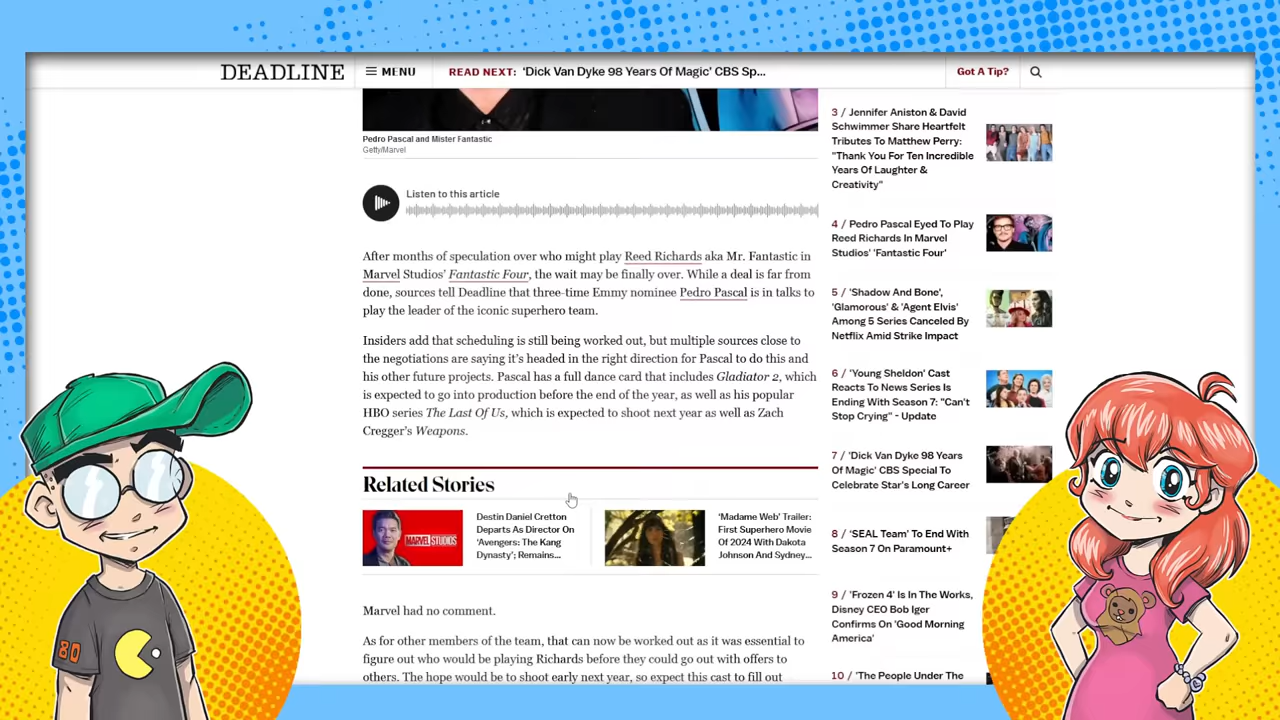 DEADLINE
MENU
READ NEXT: ‘Dick Van Dyke 98 Years Of Magic’ CBS Sp...
Got A Tip?
Pedro Pascal and Mister Fantastic
Getty/Marvel
Listen to this article
After months of speculation over who might play Reed Richards aka Mr. Fantastic in
Marvel Studios’ Fantastic Four, the wait may be finally over. While a deal is far from
done, sources tell Deadline that three-time Emmy nominee Pedro Pascal is in talks to
play the leader of the iconic superhero team.
Insiders add that scheduling is still being worked out, but multiple sources close to
the negotiations are saying it’s headed in the right direction for Pascal to do this and
his other future projects. Pascal has a full dance card that includes Gladiator 2, which
is expected to go into production before the end of the year, as well as his popular
HBO series The Last Of Us, which is expected to shoot next year as well as Zach
Cregger’s Weapons.
Related Stories
MARVEL STUDIOS
Destin Daniel Cretton
Departs As Director On
‘Avengers: The Kang
Dynasty’; Remains...
‘Madame Web’ Trailer:
First Superhero Movie
Of 2024 With Dakota
Johnson And Sydney...
Marvel had no comment.
As for other members of the team, that can now be worked out as it was essential to
figure out who would be playing Richards before they could go out with offers to
others. The hope would be to shoot early next year, so expect this cast to fill out
3 / Jennifer Aniston & David
Schwimmer Share Heartfelt
Tributes To Matthew Perry:
"Thank You For Ten Incredible
Years Of Laughter &
Creativity"
4 / Pedro Pascal Eyed To Play
Reed Richards In Marvel
Studios’ ‘Fantastic Four’
5 / ‘Shadow And Bone’,
‘Glamorous’ & ‘Agent Elvis’
Among 5 Series Canceled By
Netflix Amid Strike Impact
6 / ‘Young Sheldon’ Cast
Reacts To News Series Is
Ending With Season 7: "Can’t
Stop Crying" - Update
7 / ‘Dick Van Dyke 98 Years
Of Magic’ CBS Special To
Celebrate Star’s Long Career
8 / ‘SEAL Team’ To End With
Season 7 On Paramount+
9 / ‘Frozen 4’ Is In The Works,
Disney CEO Bob Iger
Confirms On ‘Good Morning
America’
10 / ‘The People Under The
80